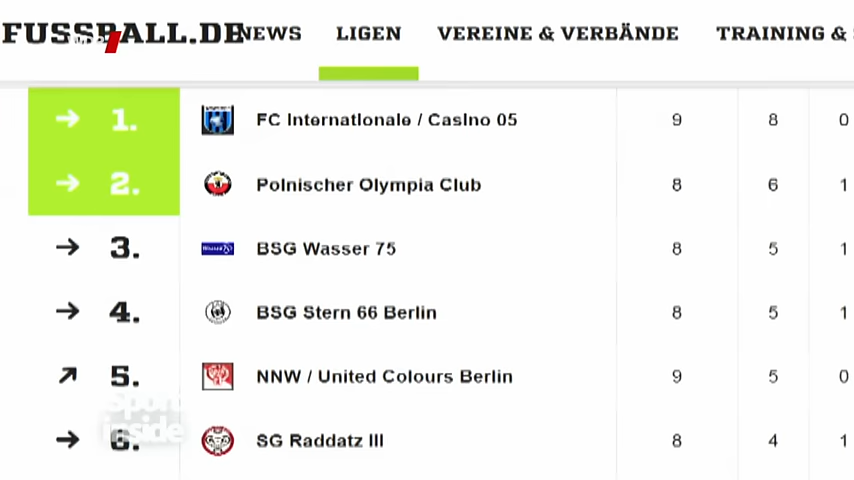 FUSSBALL.DE NEWS LIGEN VEREINE & VERBÄNDE TRAINING &
1. FC Internationale / Casino 05 9 8 0
2. Polnischer Olympia Club 8 6 1
3. BSG Wasser 75 8 5 1
4. BSG Stern 66 Berlin 8 5 1
5. NNW / United Colours Berlin 9 5 0
6. SG Raddatz III 8 4 1
Sport
inside